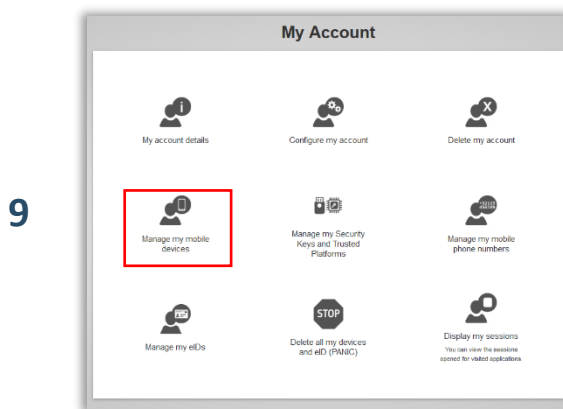 My Account
My account details
Configure my account
Delete my account
9
Manage my mobile
devices
Manage my Security
Keys and Trusted
Platforms
Manage my mobile
phone numbers
Manage my eIDs
STOP
Delete all my devices
and eID (PANIC)
Display my sessions
You can view the sessions
opened for visited applications